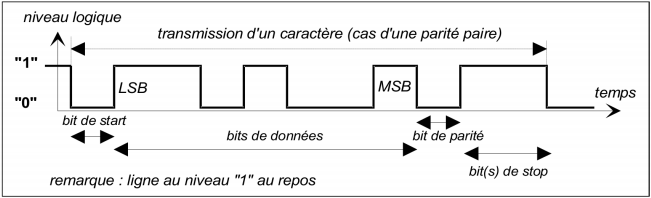 niveau logique
transmission d'un caractère (cas d'une parité paire)
"1"
LSB
MSB
temps
"0"
bit de start
bits de données
bit de parité
bit(s) de stop
remarque : ligne au niveau "1" au repos